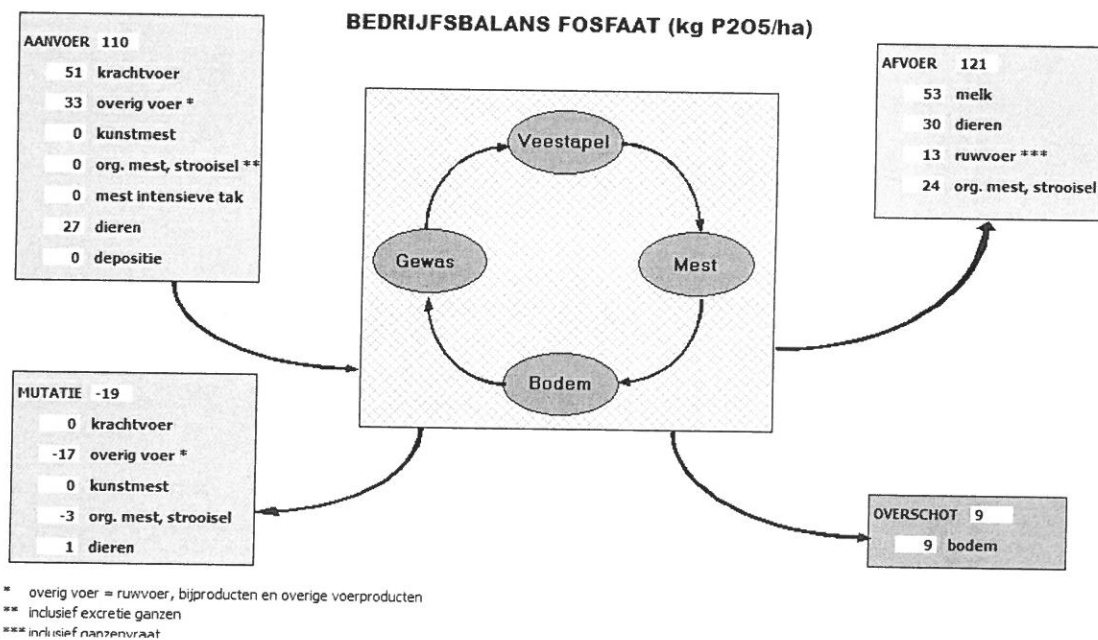 BEDRIJFSBALANS FOSFAAT (kg P2O5/ha)
AANVOER 110
51 krachtvoer
33 overig voer *
0 kunstmest
0 org. mest, strooisel **
0 mest intensieve tak
27 dieren
0 depositie
AFVOER 121
53 melk
30 dieren
13 ruwvoer ***
24 org. mest, strooisel
Veestapel
Gewas
Mest
Bodem
MUTATIE -19
0 krachtvoer
-17 overig voer *
0 kunstmest
-3 org. mest, strooisel
1 dieren
OVERSCHOT 9
9 bodem
* overig voer = ruwvoer, bijproducten en overige voerproducten
** inclusief excretie ganzen
*** inclusief ganzenvraat